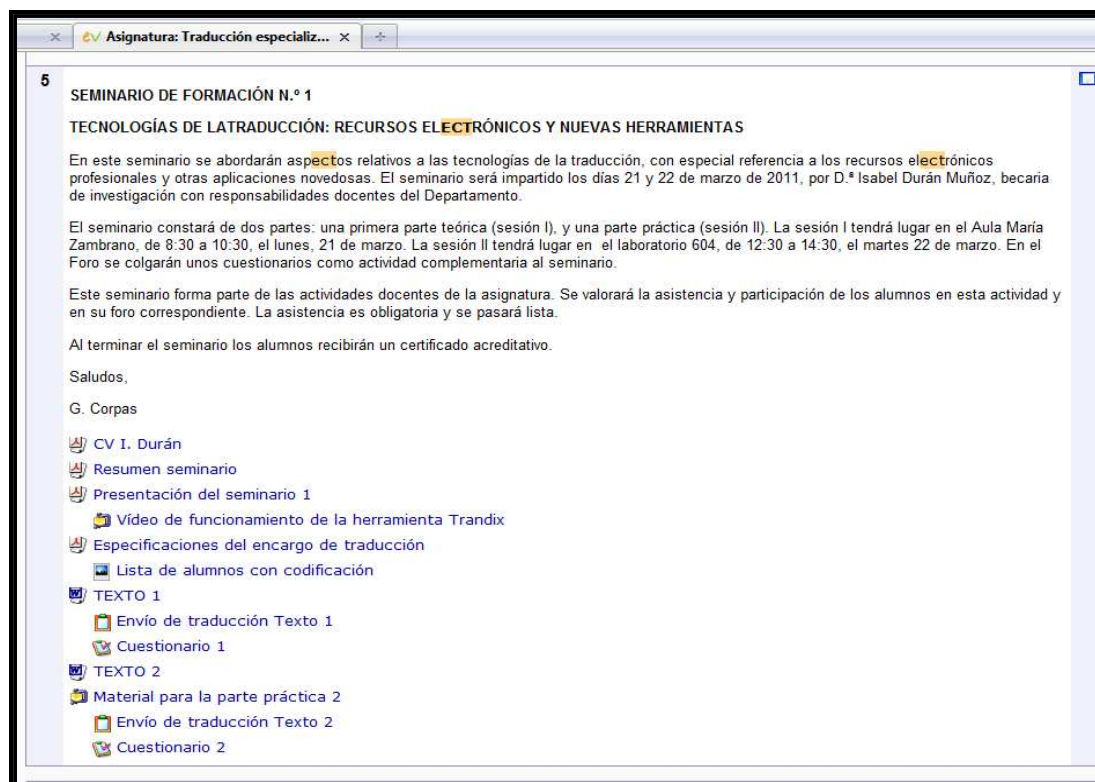 Asignatura: Traducción especializ...
5
SEMINARIO DE FORMACIÓN N.º 1
TECNOLOGÍAS DE LATRADUCCIÓN: RECURSOS ELECTRÓNICOS Y NUEVAS HERRAMIENTAS
En este seminario se abordarán aspectos relativos a las tecnologías de la traducción, con especial referencia a los recursos electrónicos
profesionales y otras aplicaciones novedosas. El seminario será impartido los días 21 y 22 de marzo de 2011, por D.ª Isabel Durán Muñoz, becaria
de investigación con responsabilidades docentes del Departamento.
El seminario constará de dos partes: una primera parte teórica (sesión I), y una parte práctica (sesión II). La sesión I tendrá lugar en el Aula María
Zambrano, de 8:30 a 10:30, el lunes, 21 de marzo. La sesión II tendrá lugar en el laboratorio 604, de 12:30 a 14:30, el martes 22 de marzo. En el
Foro se colgarán unos cuestionarios como actividad complementaria al seminario.
Este seminario forma parte de las actividades docentes de la asignatura. Se valorará la asistencia y participación de los alumnos en esta actividad y
en su foro correspondiente. La asistencia es obligatoria y se pasará lista.
Al terminar el seminario los alumnos recibirán un certificado acreditativo.
Saludos,
G. Corpas
CV I. Durán
Resumen seminario
Presentación del seminario 1
Vídeo de funcionamiento de la herramienta Trandix
Especificaciones del encargo de traducción
Lista de alumnos con codificación
TEXTO 1
Envío de traducción Texto 1
Cuestionario 1
TEXTO 2
Material para la parte práctica 2
Envío de traducción Texto 2
Cuestionario 2